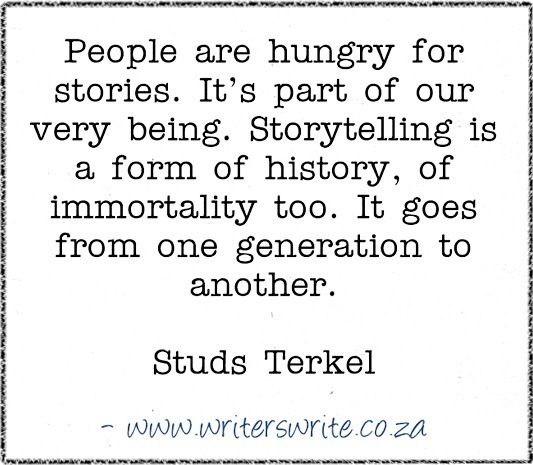 People are hungry for
stories. It's part of our
very being. Storytelling is
a form of history, of
immortality too. It goes
from one generation to
another.
Studs Terkel
- www.writerswrite.co.za